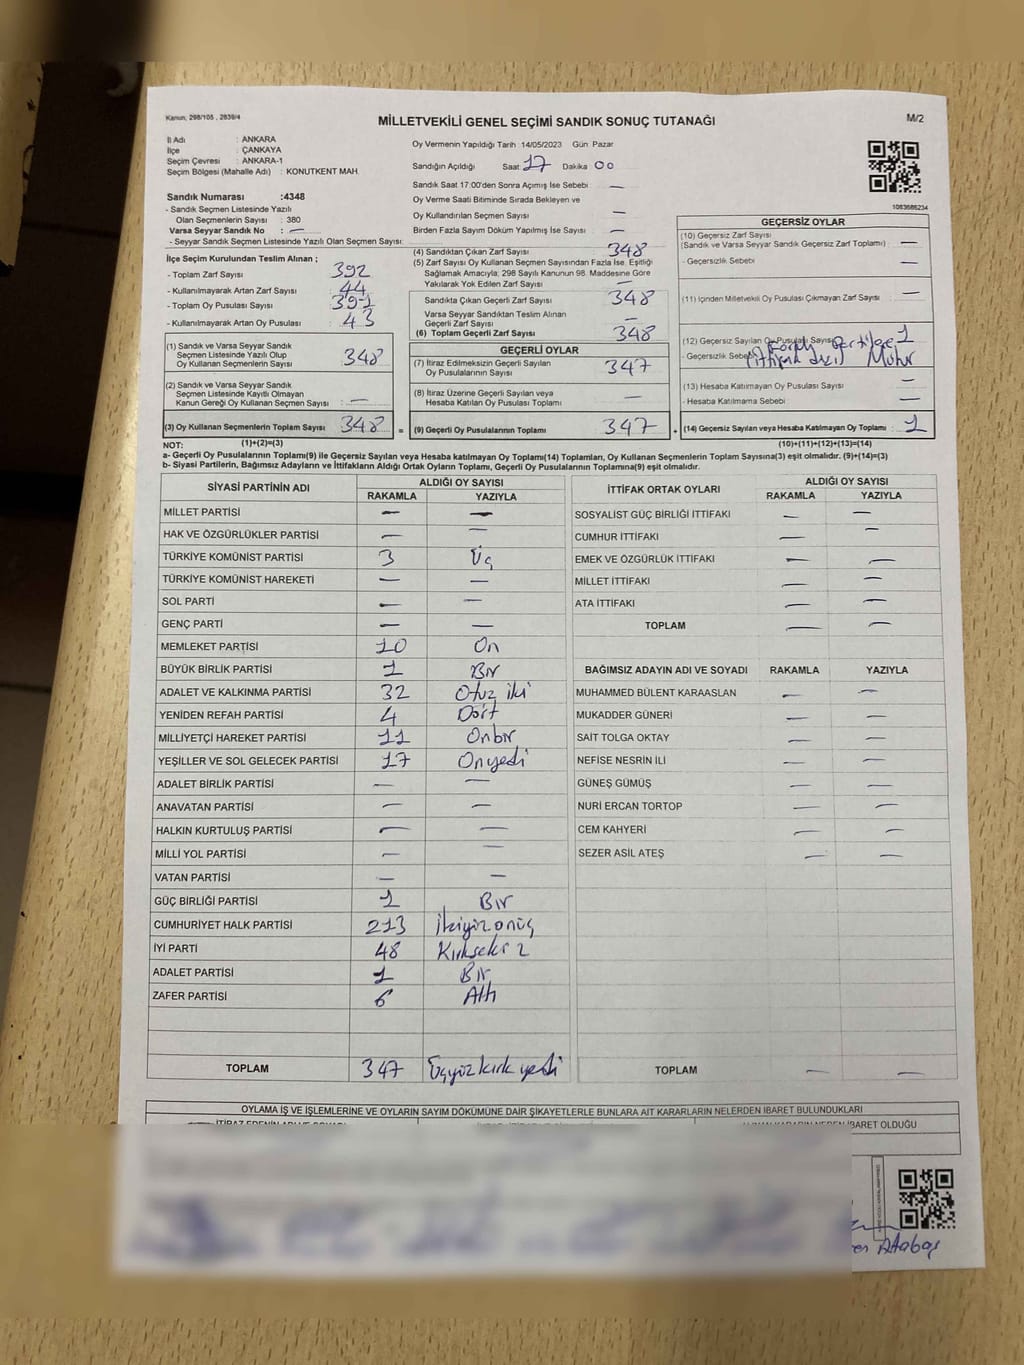 Kanun, 298/105 , 2839/4
MİLLETVEKİLİ GENEL SEÇİMİ SANDIK SONUÇ TUTANAĞI
M/2
İl Adı : ANKARA
İlçe : ÇANKAYA
Seçim Çevresi : ANKARA-1
Seçim Bölgesi (Mahalle Adı) : KONUTKENT MAH.
Sandık Numarası :4348
- Sandık Seçmen Listesinde Yazılı
Olan Seçmenlerin Sayısı : 380
Varsa Seyyar Sandık No : —
- Seyyar Sandık Seçmen Listesinde Yazılı Olan Seçmen Sayısı:
Oy Vermenin Yapıldığı Tarih :14/05/2023 Gün: Pazar
Sandığın Açıldığı Saat: 17 Dakika 00
Sandık Saat 17:00'den Sonra Açımış İse Sebebi : —
Oy Verme Saati Bitiminde Sırada Bekleyen ve
Oy Kullandırılan Seçmen Sayısı : —
Birden Fazla Sayım Döküm Yapılmış İse Sayısı : —
1083686234
İlçe Seçim Kurulundan Teslim Alınan ;
- Toplam Zarf Sayısı : 392
- Kullanılmayarak Artan Zarf Sayısı : 44
- Toplam Oy Pusulası Sayısı : 391
- Kullanılmayarak Artan Oy Pusulası : 43
(4) Sandıktan Çıkan Zarf Sayısı : 348
(5) Zarf Sayısı Oy Kullanan Seçmen Sayısından Fazla İse, Eşitliği
Sağlamak Amacıyla; 298 Sayılı Kanunun 98. Maddesine Göre
Yakılarak Yok Edilen Zarf Sayısı : —
Sandıkta Çıkan Geçerli Zarf Sayısı : 348
Varsa Seyyar Sandıktan Teslim Alınan
Geçerli Zarf Sayısı : —
(6) Toplam Geçerli Zarf Sayısı : 348
GEÇERSİZ OYLAR
(10) Geçersiz Zarf Sayısı
(Sandık ve Varsa Seyyar Sandık Geçersiz Zarf Toplamı) : —
- Geçersizlik Sebebi : —
(11) İçinden Milletvekili Oy Pusulası Çıkmayan Zarf Sayısı : —
(12) Geçersiz Sayılan Oy Pusulası Sayısı : 1
- Geçersizlik Sebebi : Mühür
(13) Hesaba Katılmayan Oy Pusulası Sayısı : —
- Hesaba Katılmama Sebebi : —
(14) Geçersiz Sayılan veya Hesaba Katılmayan Oy Toplamı : 1
(10)+(11)+(12)+(13)=(14)
(1) Sandık ve Varsa Seyyar Sandık
Seçmen Listesinde Yazılı Olup
Oy Kullanan Seçmenlerin Sayısı : 348
(2) Sandık ve Varsa Seyyar Sandık
Seçmen Listesinde Kayıtlı Olmayan
Kanun Gereği Oy Kullanan Seçmen Sayısı : —
(3) Oy Kullanan Seçmenlerin Toplam Sayısı : 348 =
GEÇERLİ OYLAR
(7) İtiraz Edilmeksizin Geçerli Sayılan
Oy Pusulalarının Sayısı : 347
(8) İtiraz Üzerine Geçerli Sayılan veya
Hesaba Katılan Oy Pusulası Toplamı : —
(9) Geçerli Oy Pusulalarının Toplamı : 347 +
NOT: (1)+(2)=(3)
a- Geçerli Oy Pusulalarının Toplamı(9) ile Geçersiz Sayılan veya Hesaba katılmayan Oy Toplamı(14) Toplamları, Oy Kullanan Seçmenlerin Toplam Sayısına(3) eşit olmalıdır. (9)+(14)=(3)
b- Siyasi Partilerin, Bağımsız Adayların ve İttifakların Aldığı Ortak Oyların Toplamı, Geçerli Oy Pusulalarının Toplamına(9) eşit olmalıdır.
SİYASİ PARTİNİN ADI ALDIĞI OY SAYISI
RAKAMLA YAZIYLA
MİLLET PARTİSİ — —
HAK VE ÖZGÜRLÜKLER PARTİSİ — —
TÜRKİYE KOMÜNİST PARTİSİ 3 Üç
TÜRKİYE KOMÜNİST HAREKETİ — —
SOL PARTİ — —
GENÇ PARTİ — —
MEMLEKET PARTİSİ 10 On
BÜYÜK BİRLİK PARTİSİ 1 Bir
ADALET VE KALKINMA PARTİSİ 32 Otuz iki
YENİDEN REFAH PARTİSİ 4 Dört
MİLLİYETÇİ HAREKET PARTİSİ 11 Onbir
YEŞİLLER VE SOL GELECEK PARTİSİ 17 Onyedi
ADALET BİRLİK PARTİSİ — —
ANAVATAN PARTİSİ — —
HALKIN KURTULUŞ PARTİSİ — —
MİLLİ YOL PARTİSİ — —
VATAN PARTİSİ — —
GÜÇ BİRLİĞİ PARTİSİ 1 Bir
CUMHURİYET HALK PARTİSİ 213 İkiyüzonüç
İYİ PARTİ 48 Kırksekiz
ADALET PARTİSİ 1 Bir
ZAFER PARTİSİ 6 Altı
TOPLAM 347 Üçyüzkırkyedi
İTTİFAK ORTAK OYLARI ALDIĞI OY SAYISI
RAKAMLA YAZIYLA
SOSYALİST GÜÇ BİRLİĞİ İTTİFAKI — —
CUMHUR İTTİFAKI — —
EMEK VE ÖZGÜRLÜK İTTİFAKI — —
MİLLET İTTİFAKI — —
ATA İTTİFAKI — —
TOPLAM — —
BAĞIMSIZ ADAYIN ADI VE SOYADI RAKAMLA YAZIYLA
MUHAMMED BÜLENT KARAASLAN — —
MUKADDER GÜNERİ — —
SAİT TOLGA OKTAY — —
NEFİSE NESRİN İLİ — —
GÜNEŞ GÜMÜŞ — —
NURİ ERCAN TORTOP — —
CEM KAHYERİ — —
SEZER ASİL ATEŞ — —
TOPLAM — —
OYLAMA İŞ VE İŞLEMLERİNE VE OYLARIN SAYIM DÖKÜMÜNE DAİR ŞİKAYETLERLE BUNLARA AİT KARARLARIN NELERDEN İBARET BULUNDUKLARI
İBARET OLDUĞU